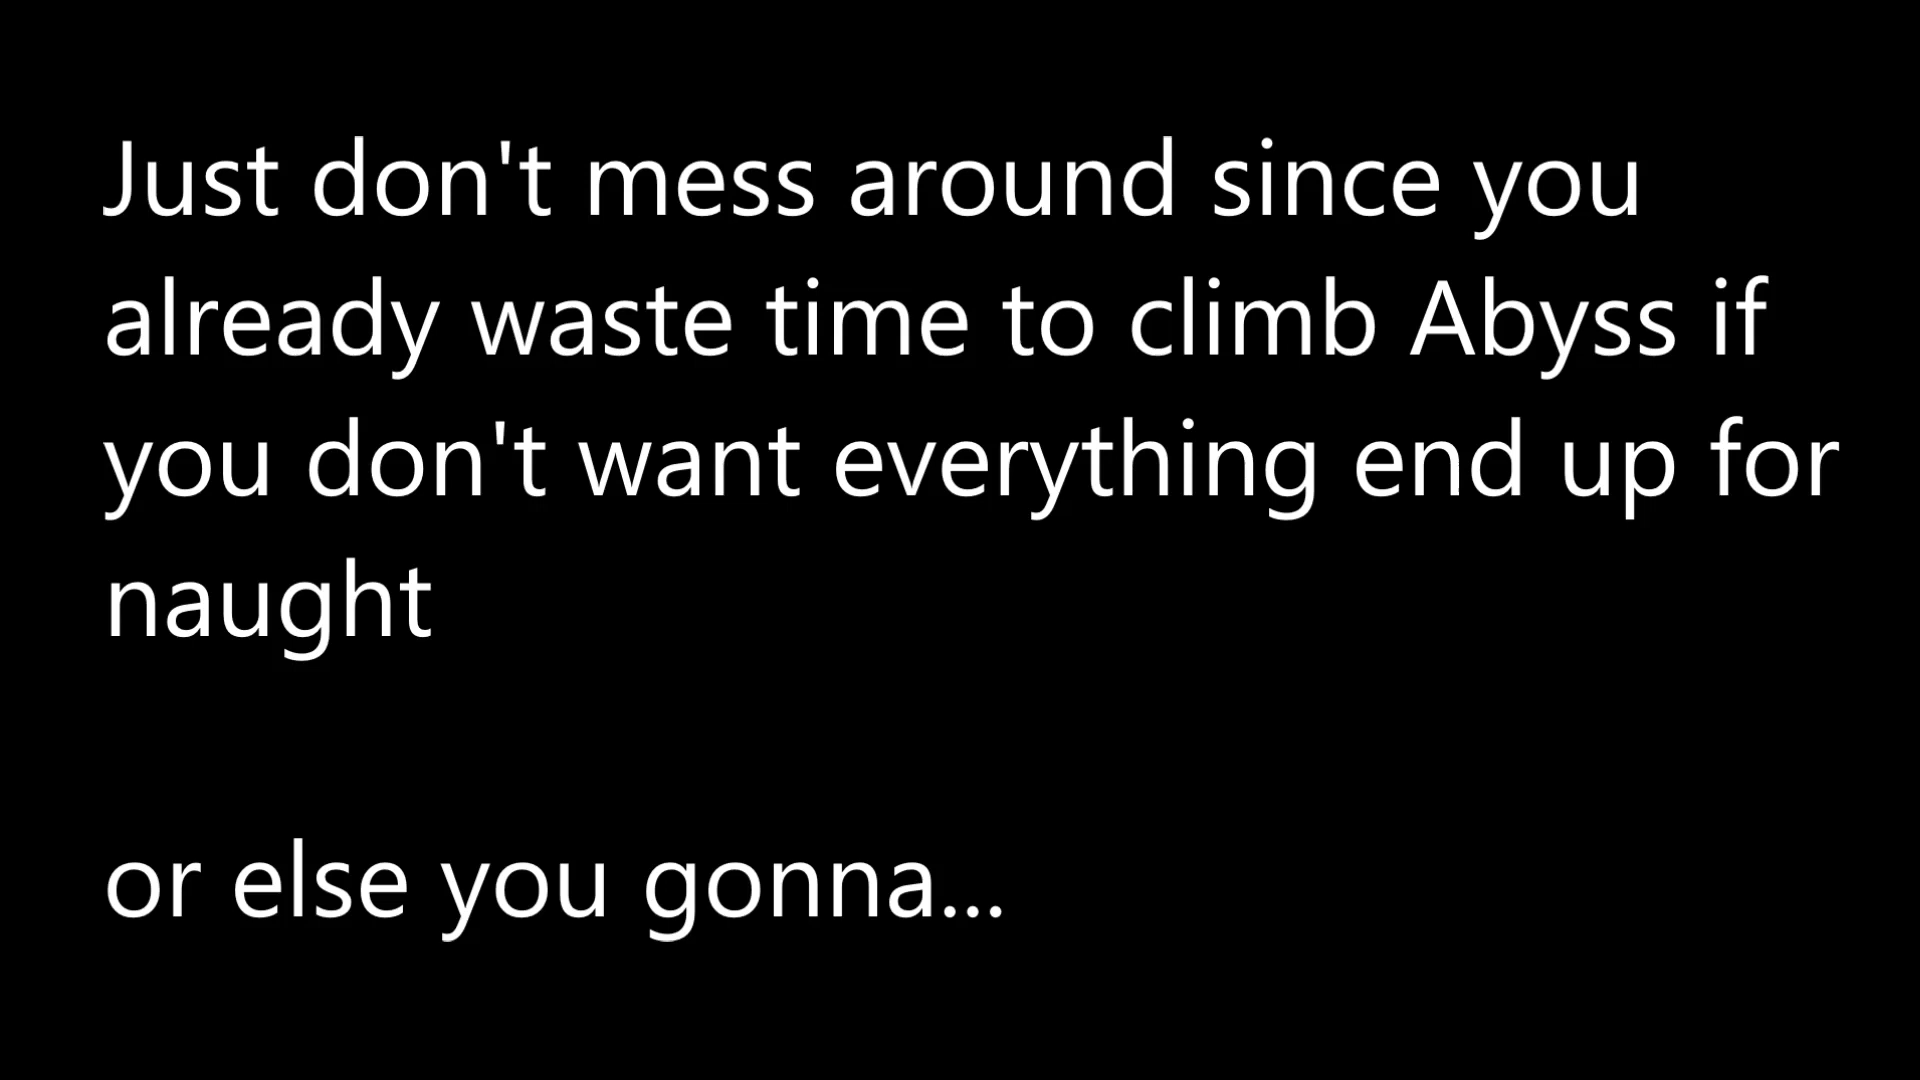 Just don't mess around since you
already waste time to climb Abyss if
you don't want everything end up for
naught
or else you gonna...